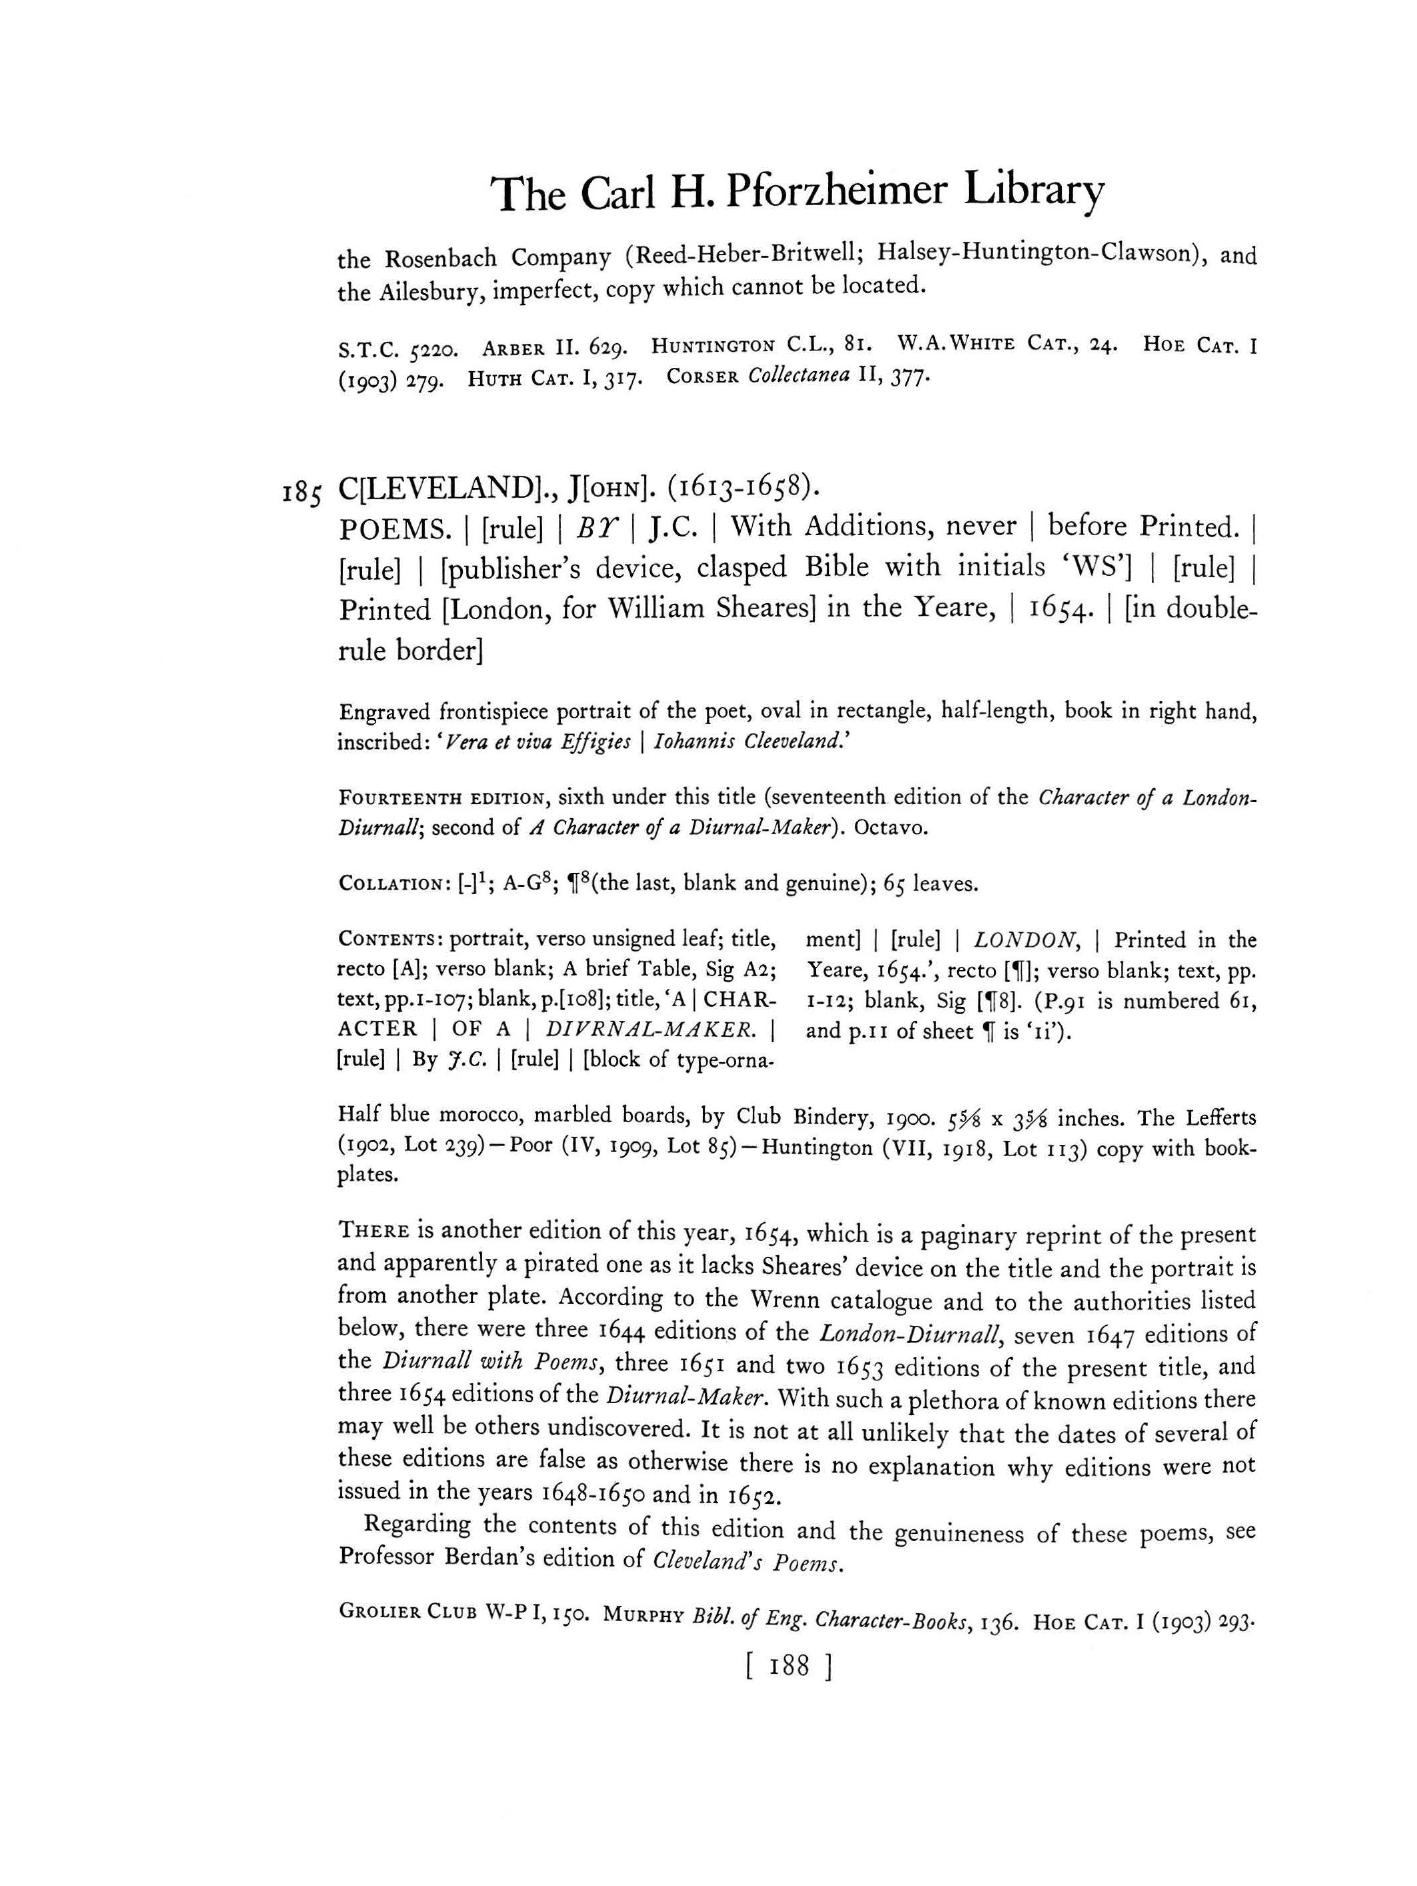 The Carl H. Pforzheimer Library
the Rosenbach Company (Reed-Heber-Britwell; Halsey-Huntington-Clawson), and
the Ailesbury, imperfect, copy which cannot be located.
S.T.C. 5220. ARBER II. 629. HUNTINGTON C.L., 81. W.A.WHITE CAT., 24. HOE CAT. I
(1903) 279. HUTH CAT. I, 317. CORSER Collectanea II, 377.
185 C[LEVELAND]., J[OHN]. (1613-1658).
POEMS. | [rule] | BY | J.C. | With Additions, never | before Printed. |
[rule] | [publisher's device, clasped Bible with initials ‘WS’] | [rule] |
Printed [London, for William Sheares] in the Yeare, | 1654. | [in double-
rule border]
Engraved frontispiece portrait of the poet, oval in rectangle, half-length, book in right hand,
inscribed: ‘Vera et viva Effigies | Iohannis Cleeveland.’
FOURTEENTH EDITION, sixth under this title (seventeenth edition of the Character of a London-
Diurnall; second of A Character of a Diurnal-Maker). Octavo.
COLLATION: [-]¹; A-G⁸; ¶⁸(the last, blank and genuine); 65 leaves.
CONTENTS: portrait, verso unsigned leaf; title,
recto [A]; verso blank; A brief Table, Sig A2;
text, pp.1-107; blank, p.[108]; title, ‘A | CHAR-
ACTER | OF A | DIVRNAL-MAKER. |
[rule] | By J.C. | [rule] | [block of type-orna-
ment] | [rule] | LONDON, | Printed in the
Yeare, 1654.’, recto [¶]; verso blank; text, pp.
1-12; blank, Sig [¶8]. (P.91 is numbered 61,
and p.11 of sheet ¶ is ‘1i’).
Half blue morocco, marbled boards, by Club Bindery, 1900. 5⅝ x 3⅝ inches. The Lefferts
(1902, Lot 239)—Poor (IV, 1909, Lot 85)—Huntington (VII, 1918, Lot 113) copy with book-
plates.
THERE is another edition of this year, 1654, which is a paginary reprint of the present
and apparently a pirated one as it lacks Sheares’ device on the title and the portrait is
from another plate. According to the Wrenn catalogue and to the authorities listed
below, there were three 1644 editions of the London-Diurnall, seven 1647 editions of
the Diurnall with Poems, three 1651 and two 1653 editions of the present title, and
three 1654 editions of the Diurnal-Maker. With such a plethora of known editions there
may well be others undiscovered. It is not at all unlikely that the dates of several of
these editions are false as otherwise there is no explanation why editions were not
issued in the years 1648-1650 and in 1652.
Regarding the contents of this edition and the genuineness of these poems, see
Professor Berdan’s edition of Cleveland's Poems.
GROLIER CLUB W-P I, 150. MURPHY Bibl. of Eng. Character-Books, 136. HOE CAT. I (1903) 293.
[ 188 ]